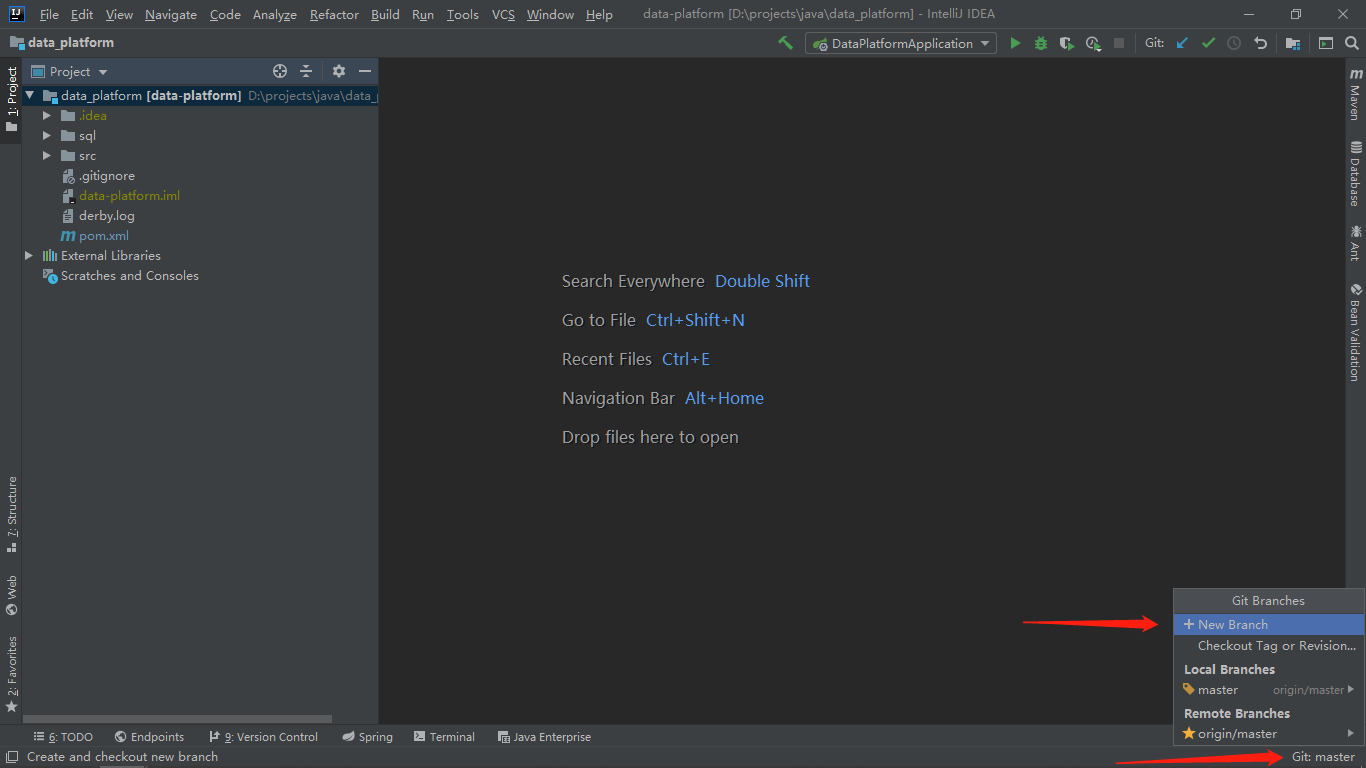 File Edit View Navigate Code Analyze Refactor Build Run Tools VCS Window Help data-platform [D:\projects\java\data_platform] - IntelliJ IDEA
data_platform DataPlatformApplication Git:
Project
data_platform [data-platform] D:\projects\java\data_
.idea
sql
src
.gitignore
data-platform.iml
derby.log
pom.xml
External Libraries
Scratches and Consoles
1: Project
7: Structure
Web
2: Favorites
Search Everywhere Double Shift
Go to File Ctrl+Shift+N
Recent Files Ctrl+E
Navigation Bar Alt+Home
Drop files here to open
Maven
Database
Ant
Bean Validation
Git Branches
New Branch
Checkout Tag or Revision...
Local Branches
master origin/master
Remote Branches
origin/master
6: TODO Endpoints 9: Version Control Spring Terminal Java Enterprise
Create and checkout new branch Git: master